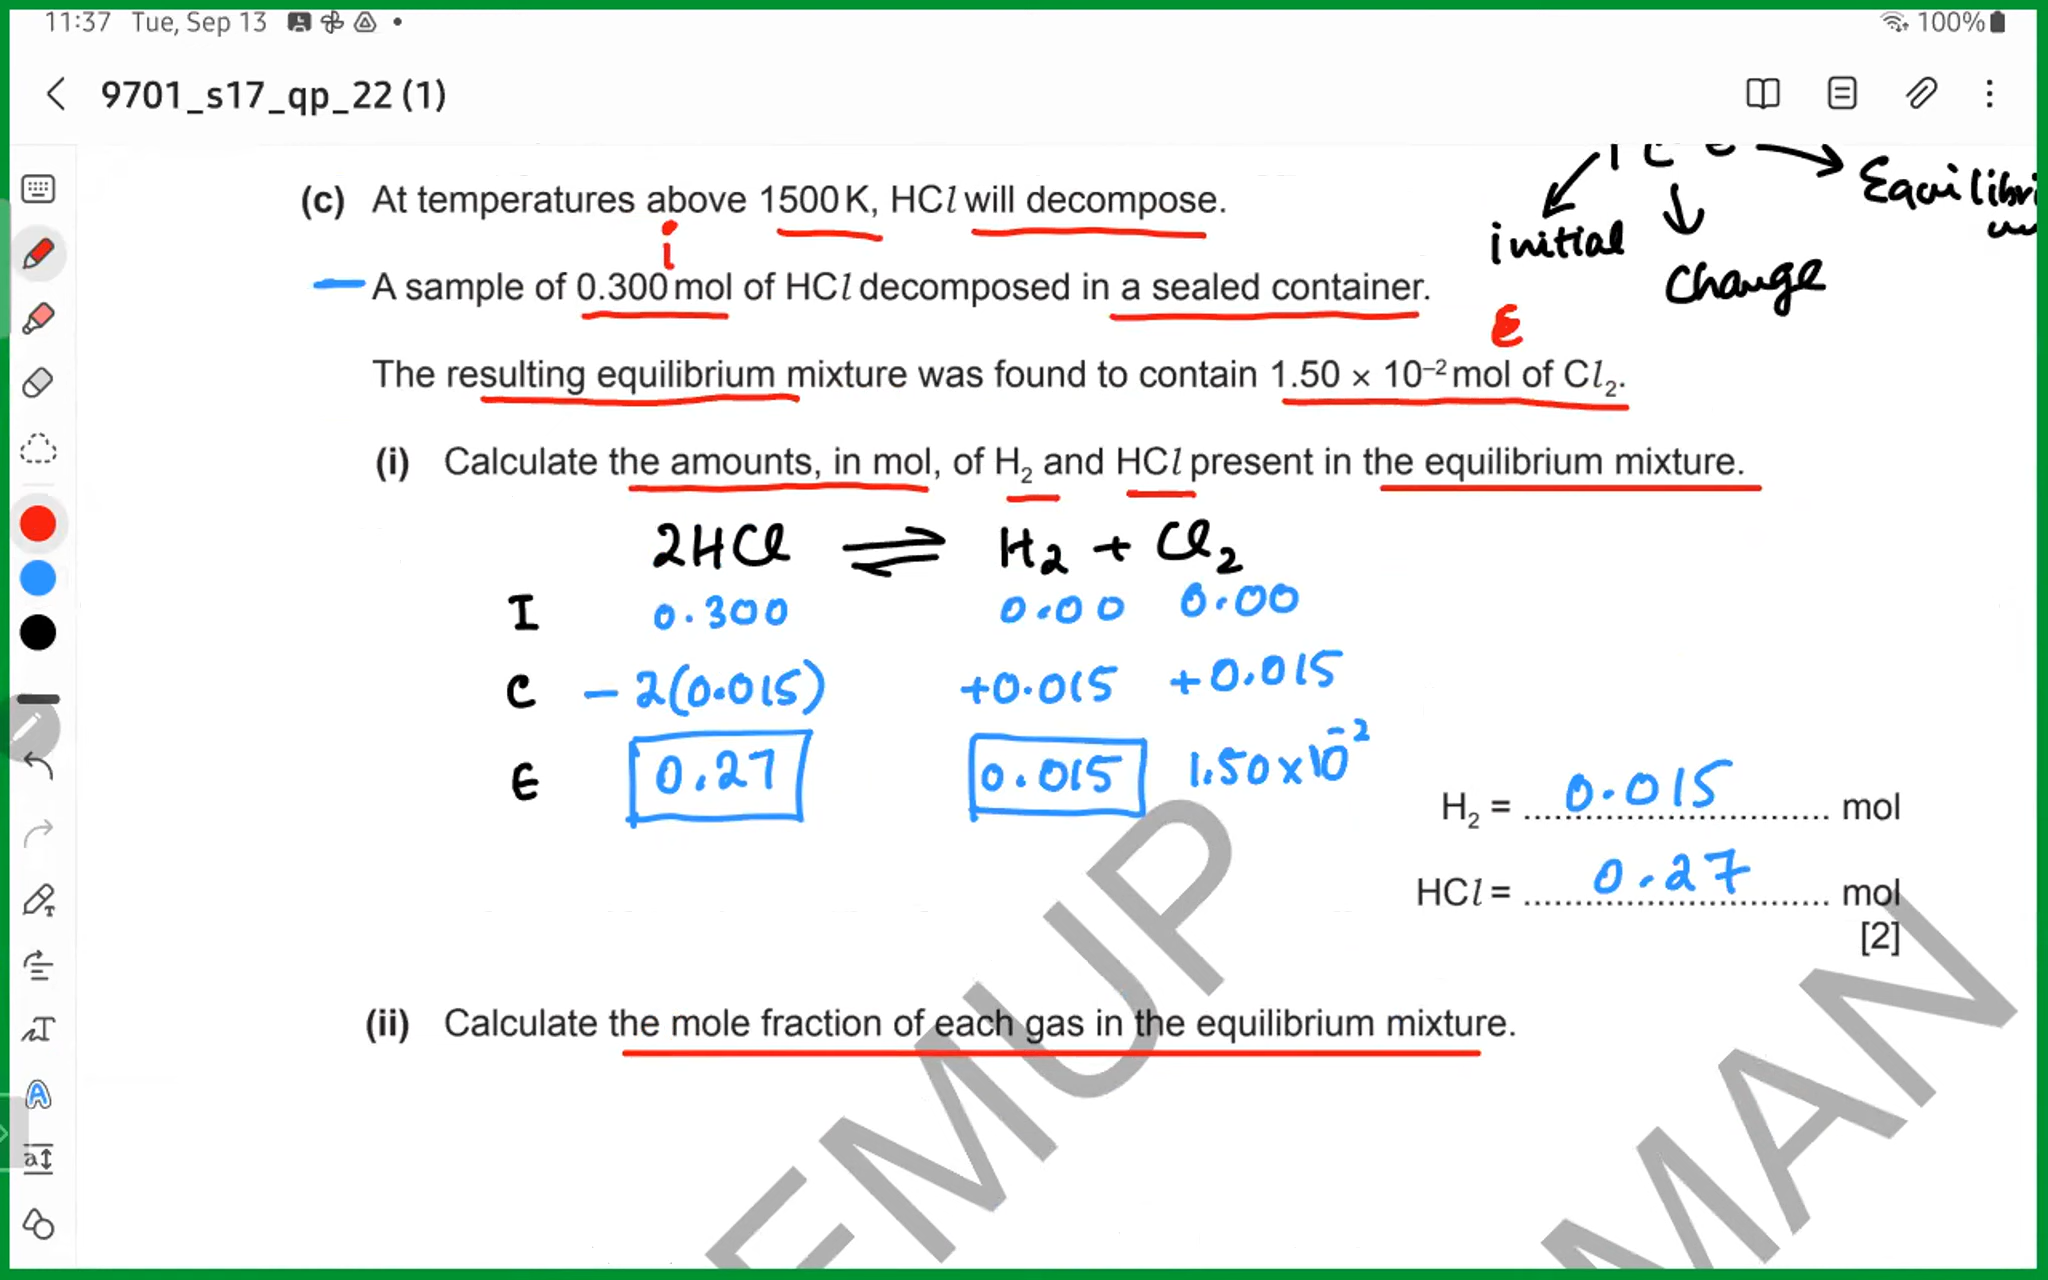 11:37 Tue, Sep 13
100%
9701_s17_qp_22 (1)
I C E
Equilibri
um
initial
Change
(c) At temperatures above 1500 K, HCl will decompose.
i
A sample of 0.300 mol of HCl decomposed in a sealed container.
E
The resulting equilibrium mixture was found to contain 1.50 × 10⁻² mol of Cl₂.
(i) Calculate the amounts, in mol, of H₂ and HCl present in the equilibrium mixture.
2HCl ⇌ H₂ + Cl₂
I 0.300 0.00 0.00
C − 2(0.015) +0.015 +0.015
E 0.27 0.015 1.50×10⁻²
H₂ = 0.015 mol
HCl = 0.27 mol
[2]
(ii) Calculate the mole fraction of each gas in the equilibrium mixture.
EMUP
MAN